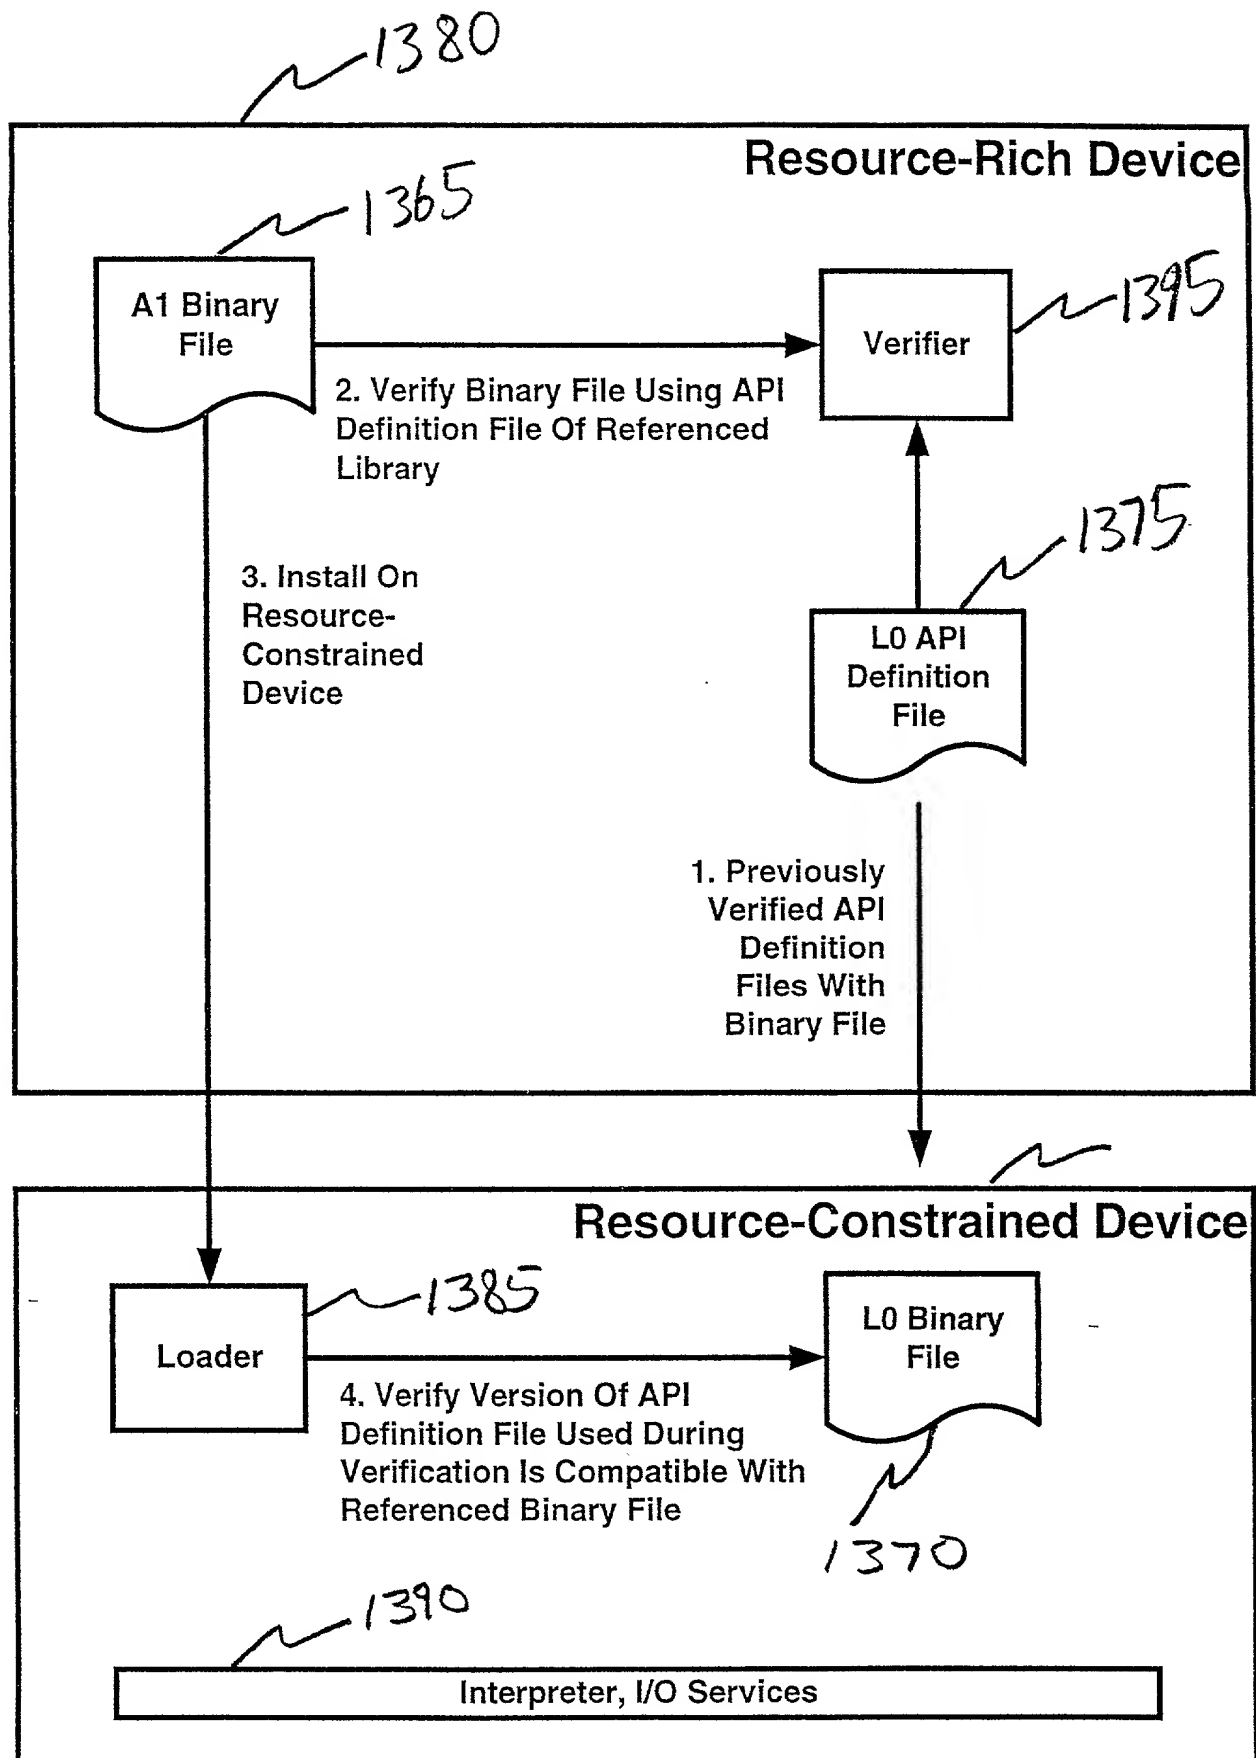 1380
Resource-Rich Device
1365
A1 Binary
File
Verifier
1395
2. Verify Binary File Using API
Definition File Of Referenced
Library
1375
3. Install On
Resource-
Constrained
Device
L0 API
Definition
File
1. Previously
Verified API
Definition
Files With
Binary File
Resource-Constrained Device
Loader
1385
L0 Binary
File
4. Verify Version Of API
Definition File Used During
Verification Is Compatible With
Referenced Binary File
1370
1390
Interpreter, I/O Services